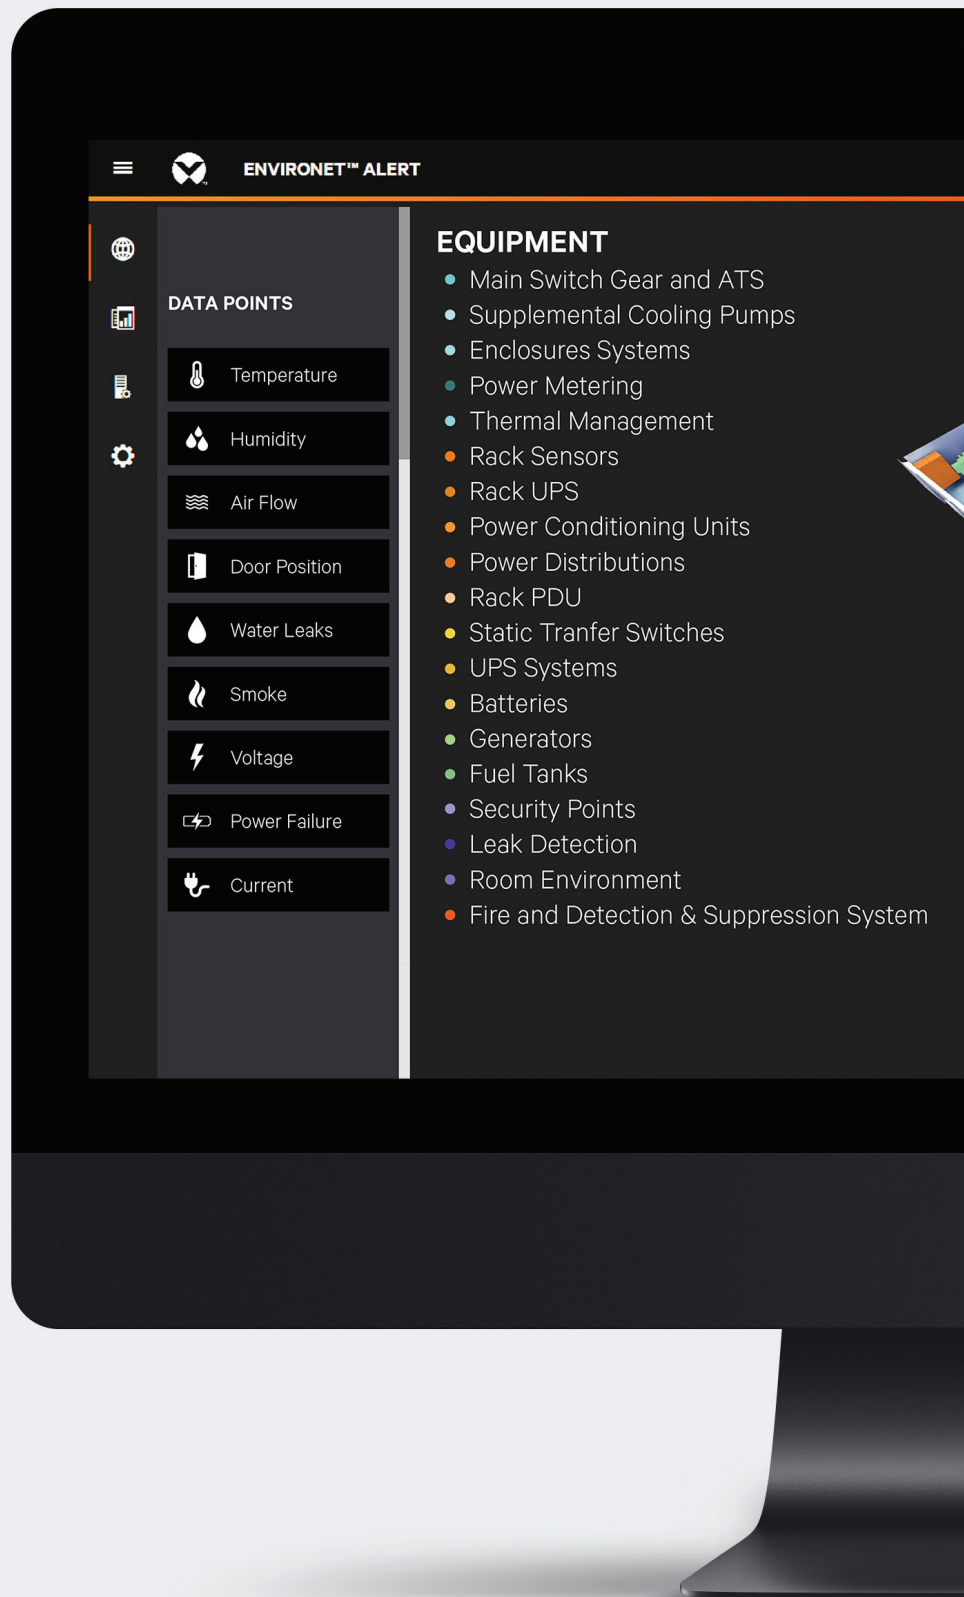 ENVIRONET™ ALERT
DATA POINTS
Temperature
Humidity
Air Flow
Door Position
Water Leaks
Smoke
Voltage
Power Failure
Current
EQUIPMENT
Main Switch Gear and ATS
Supplemental Cooling Pumps
Enclosures Systems
Power Metering
Thermal Management
Rack Sensors
Rack UPS
Power Conditioning Units
Power Distributions
Rack PDU
Static Tranfer Switches
UPS Systems
Batteries
Generators
Fuel Tanks
Security Points
Leak Detection
Room Environment
Fire and Detection & Suppression System